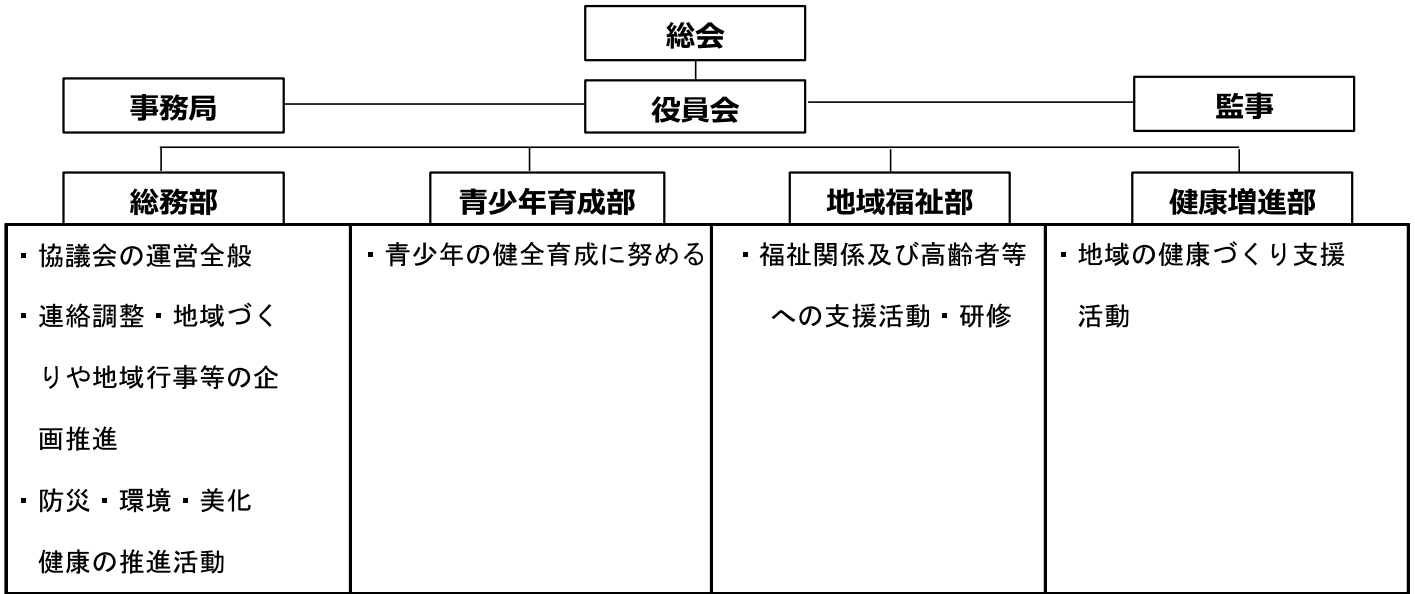 総会
事務局
役員会
監事
総務部
青少年育成部
地域福祉部
健康増進部
・協議会の運営全般
・連絡調整・地域づく
りや地域行事等の企
画推進
・防災・環境・美化
健康の推進活動
・青少年の健全育成に努める
・福祉関係及び高齢者等
への支援活動・研修
・地域の健康づくり支援
活動